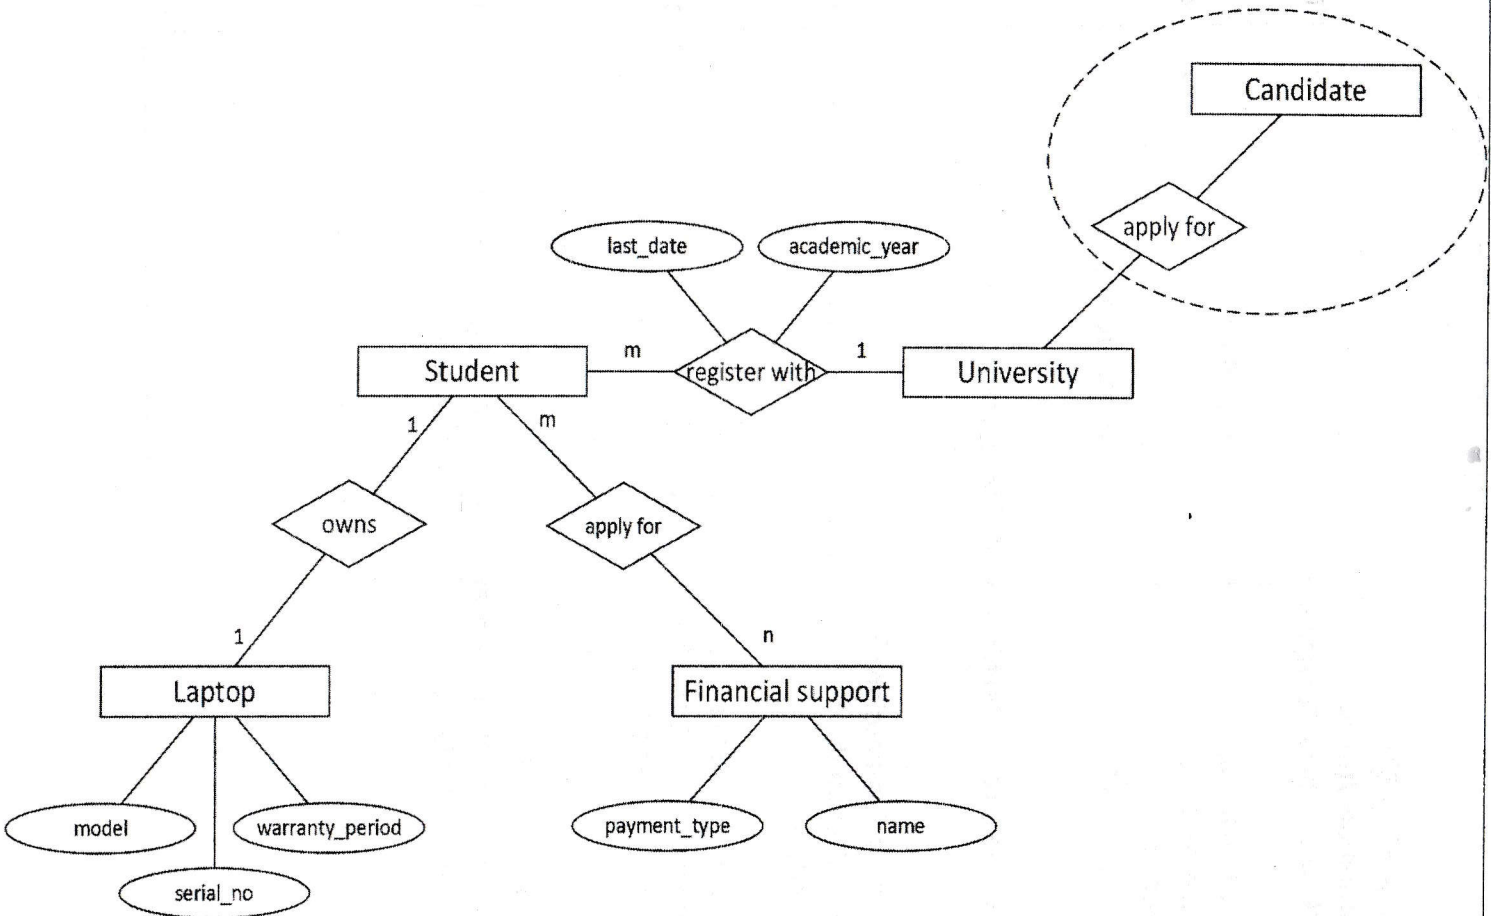 Candidate
apply for
last_date
academic_year
Student
m
register with
1
University
1
m
owns
apply for
1
n
Laptop
Financial support
model
warranty_period
payment_type
name
serial_no